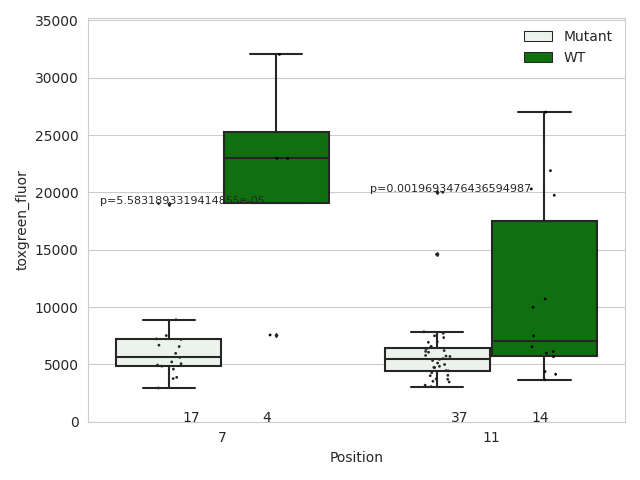 35000
Mutant
WT
30000
25000
20000
p=0.0019693476436594987
p=5.5831893319414855e-05
15000
10000
5000
0
17
4
37
14
7
11
Position
toxgreen_fluor